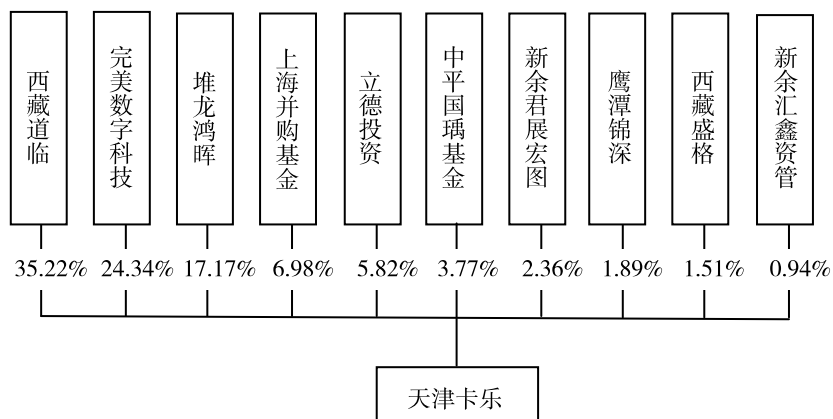 西藏道临
完美数字科技
堆龙鸿晖
上海并购基金
立德投资
中平国瑀基金
新余君展宏图
鹰潭锦深
西藏盛格
新余汇鑫资管
35.22%
24.34%
17.17%
6.98%
5.82%
3.77%
2.36%
1.89%
1.51%
0.94%
天津卡乐